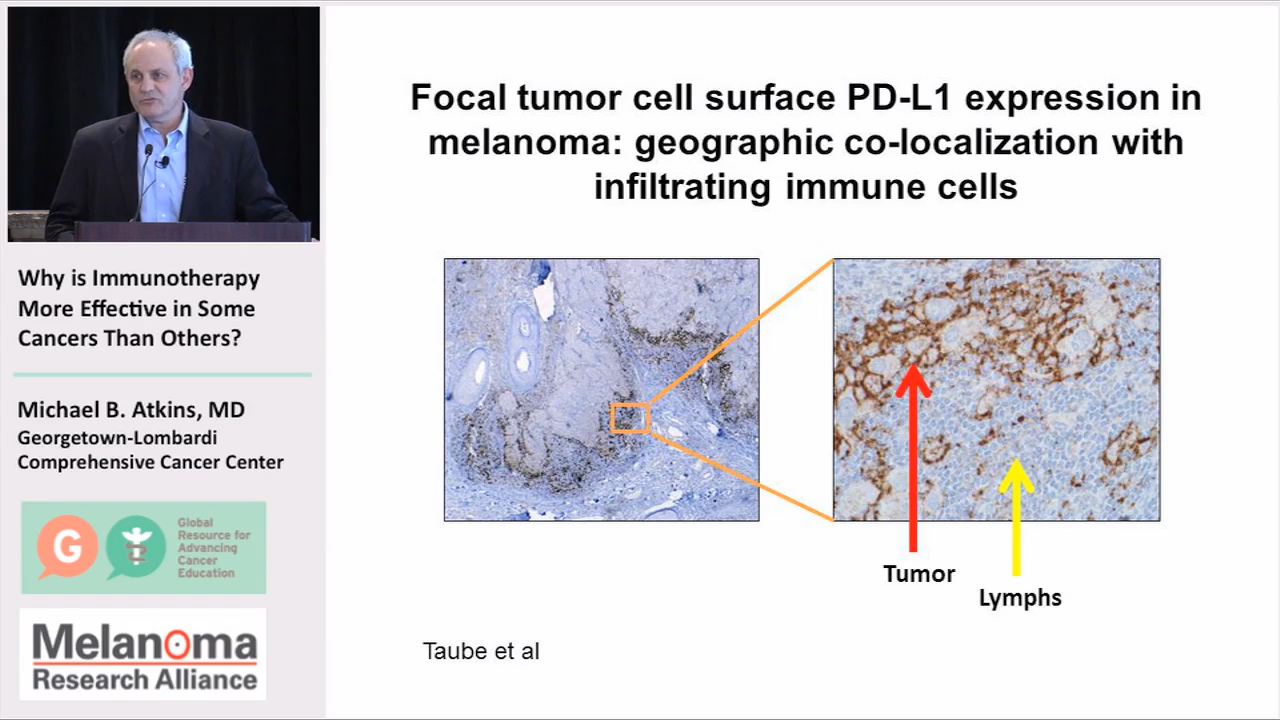 Focal tumor cell surface PD-L1 expression in
melanoma: geographic co-localization with
infiltrating immune cells
Why is Immunotherapy
More Effective in Some
Cancers Than Others?
Michael B. Atkins, MD
Georgetown-Lombardi
Comprehensive Cancer Center
G
Global
Resource for
Advancing
Cancer
Education
Melanoma
Research Alliance
Tumor
Lymphs
Taube et al